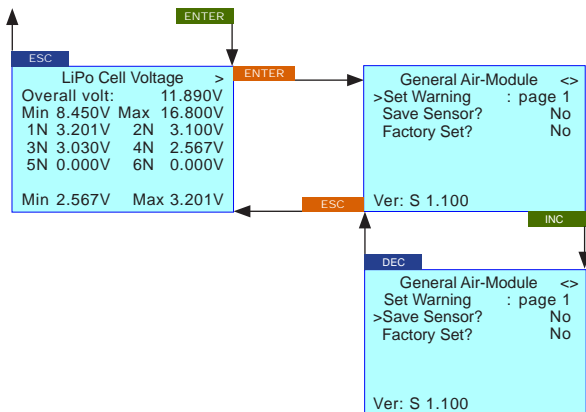 ENTER
ESC
LiPo Cell Voltage >
Overall volt: 11.890V
Min 8.450V Max 16.800V
1N 3.201V 2N 3.100V
3N 3.030V 4N 2.567V
5N 0.000V 6N 0.000V
Min 2.567V Max 3.201V
ENTER
General Air-Module <>
>Set Warning : page 1
Save Sensor? No
Factory Set? No
Ver: S 1.100
ESC
INC
DEC
General Air-Module <>
Set Warning : page 1
>Save Sensor? No
Factory Set? No
Ver: S 1.100